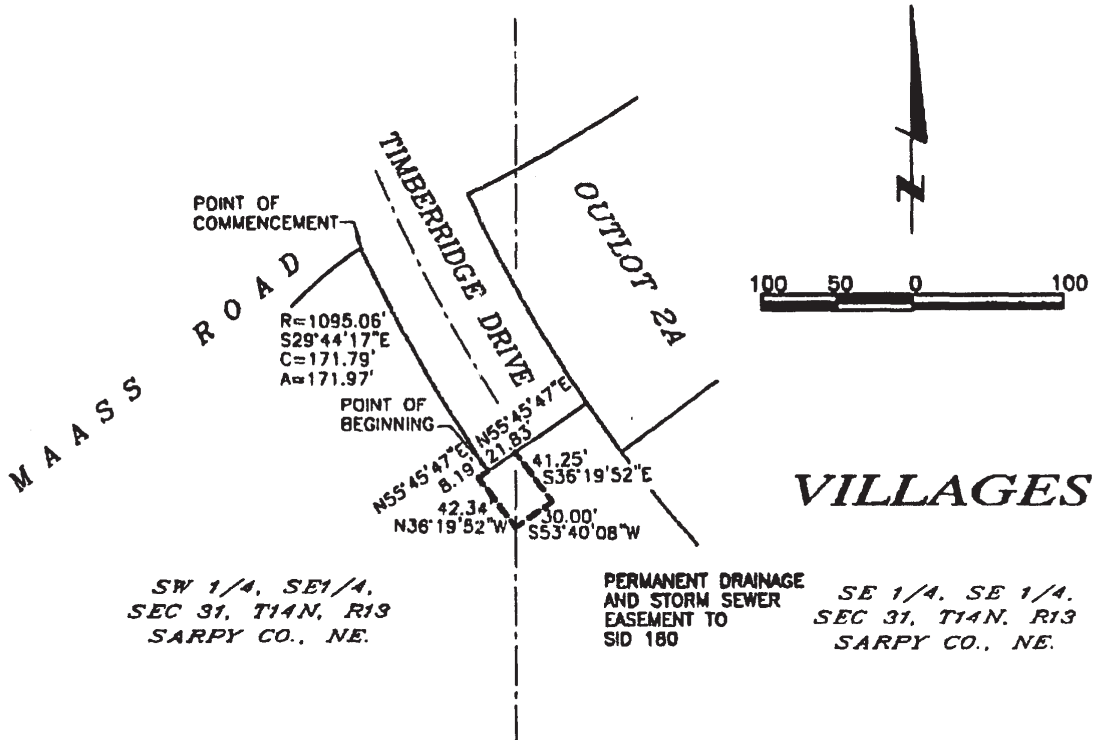 TIMBERRIDGE DRIVE
OUTLOT 2A
N
POINT OF
COMMENCEMENT
MAASS ROAD
100 50 0 100
R=1095.06'
S29°44'17"E
C=171.79'
A=171.97'
POINT OF
BEGINNING
N55°45'47"E
21.83'
N55°45'47"E
8.19'
41.25'
S36°19'52"E
42.34'
N36°19'52"W
30.00'
S53°40'08"W
VILLAGES
SW 1/4, SE1/4,
SEC 31, T14N, R13
SARPY CO., NE.
PERMANENT DRAINAGE
AND STORM SEWER
EASEMENT TO
SID 180
SE 1/4, SE 1/4,
SEC 31, T14N, R13
SARPY CO., NE.